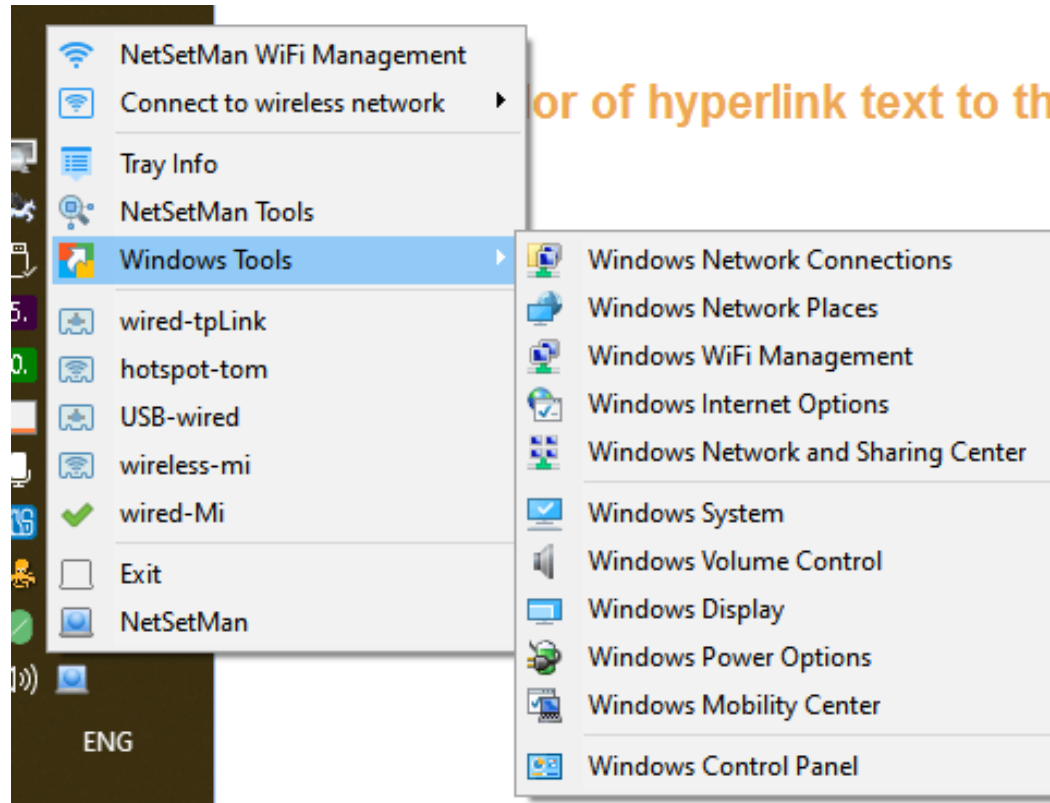 NetSetMan WiFi Management
Connect to wireless network
or of hyperlink text to th
Tray Info
NetSetMan Tools
Windows Tools
wired-tpLink
hotspot-tom
USB-wired
wireless-mi
wired-Mi
Exit
NetSetMan
Windows Network Connections
Windows Network Places
Windows WiFi Management
Windows Internet Options
Windows Network and Sharing Center
Windows System
Windows Volume Control
Windows Display
Windows Power Options
Windows Mobility Center
Windows Control Panel
5.
0.
ENG